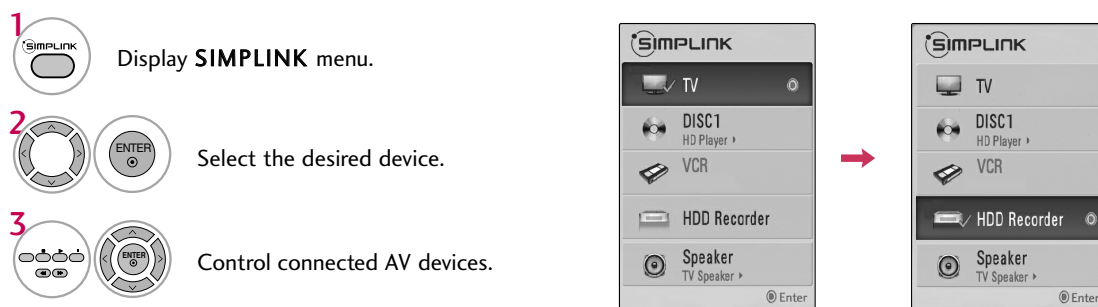 1
SIMPLINK
Display SIMPLINK menu.
2
ENTER
Select the desired device.
3
ENTER
Control connected AV devices.
SIMPLINK
TV
DISC1
HD Player
VCR
HDD Recorder
Speaker
TV Speaker
Enter
SIMPLINK
TV
DISC1
HD Player
VCR
HDD Recorder
Speaker
TV Speaker
Enter